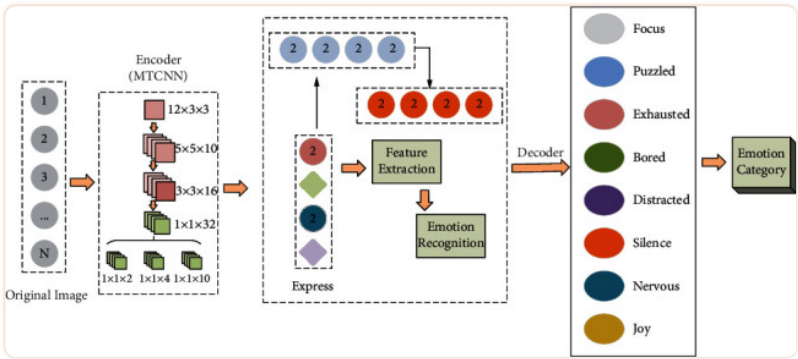 1
2
3
...
N
Original Image
Encoder
(MTCNN)
12×3×3
5×5×10
3×3×16
1×1×32
1×1×2 1×1×4 1×1×10
2 2 2 2
2 2 2 2
2
2
Express
Feature
Extraction
Emotion
Recognition
Decoder
Focus
Puzzled
Exhausted
Bored
Distracted
Silence
Nervous
Joy
Emotion
Category